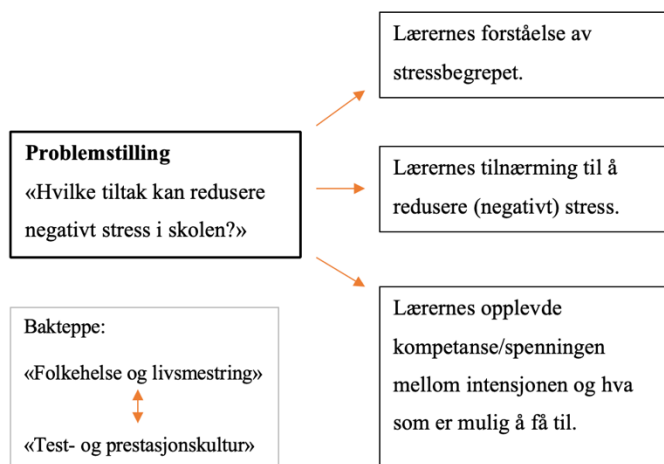 Problemstilling
«Hvilke tiltak kan redusere
negativt stress i skolen?»
Bakteppe:
«Folkehelse og livsmestring»
«Test- og prestasjonskultur»
Lærernes forståelse av
stressbegrepet.
Lærernes tilnærming til å
redusere (negativt) stress.
Lærernes opplevde
kompetanse/spenningen
mellom intensjonen og hva
som er mulig å få til.